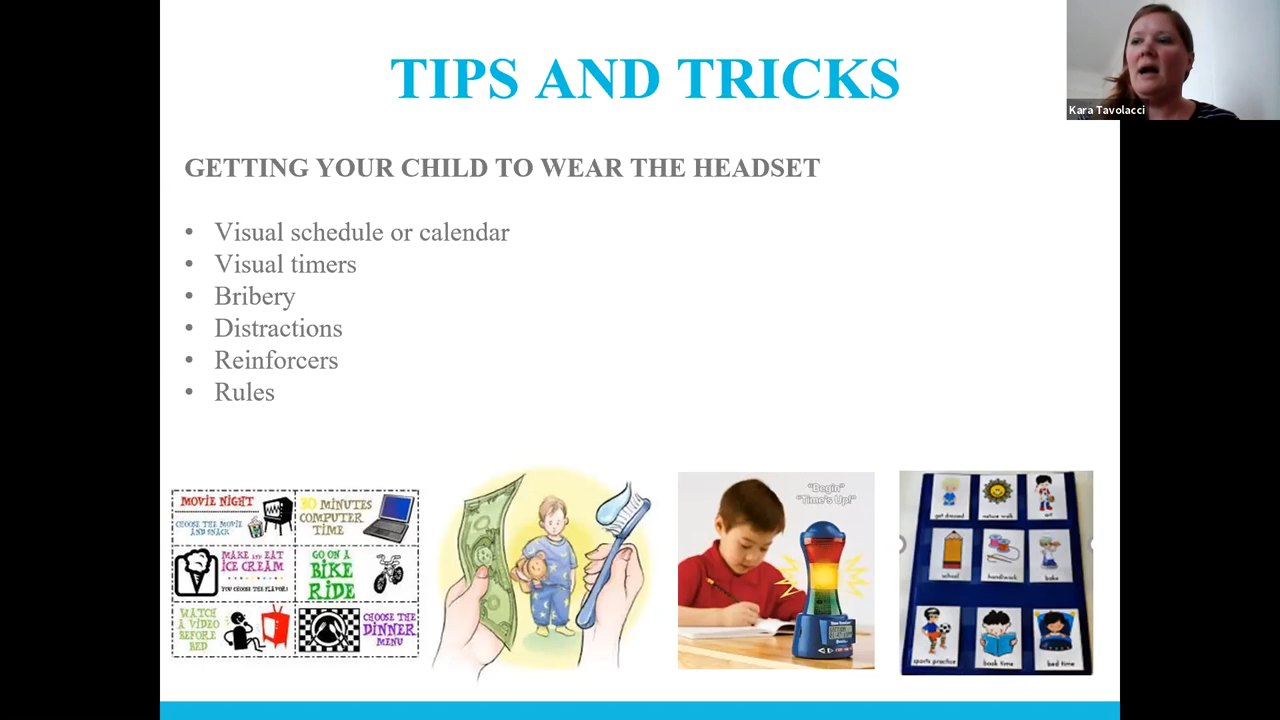 TIPS AND TRICKS
Kara Tavolacci
GETTING YOUR CHILD TO WEAR THE HEADSET
• Visual schedule or calendar
• Visual timers
• Bribery
• Distractions
• Reinforcers
• Rules
MOVIE NIGHT
CHOOSE THE MOVIE
AND SNACK
30 MINUTES
COMPUTER
TIME
MAKE AND EAT
ICE CREAM
YOU CHOOSE THE FLAVOR!
GO ON A
BIKE
RIDE
WATCH
A VIDEO
BEFORE
BED
CHOOSE THE
DINNER
MENU
"Begin"
"Time's Up!"
get dressed
nature walk
art
school
handwork
bake
sports practice
book time
bed time